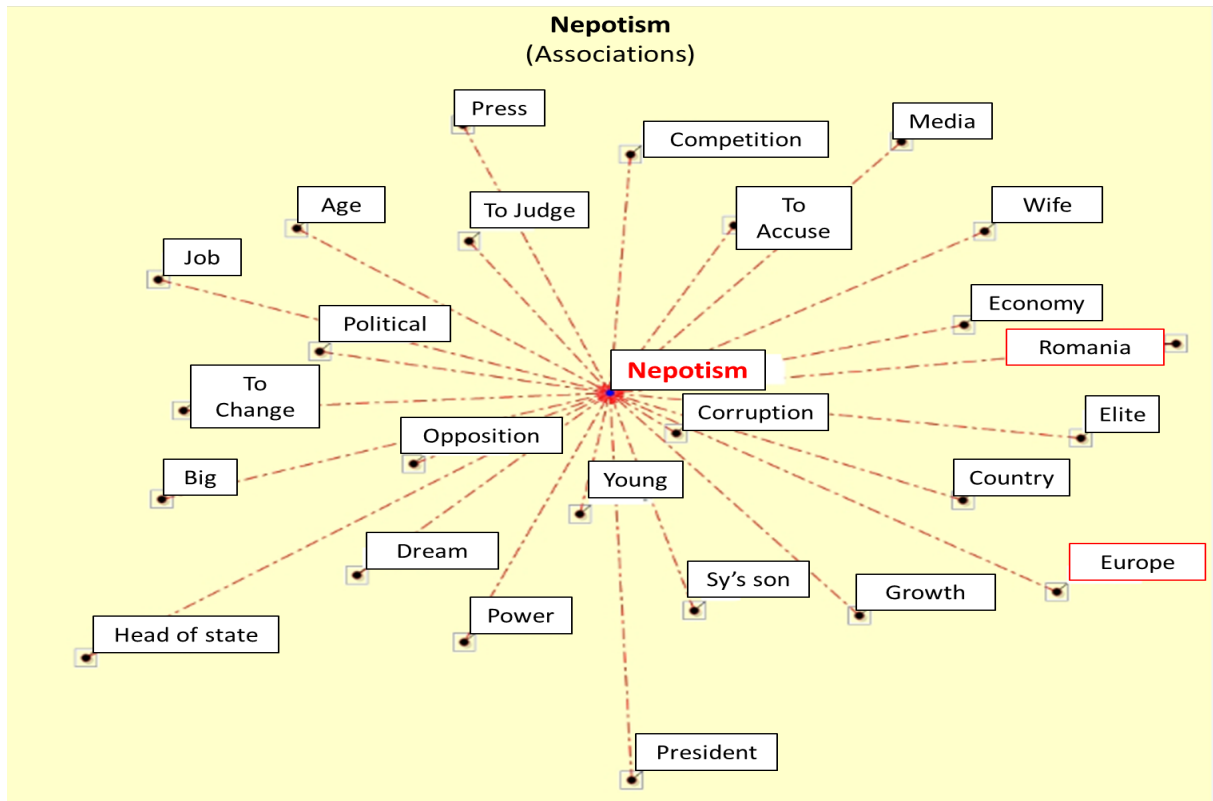 Nepotism
(Associations)
Press
Competition
Media
Age
To Judge
To
Accuse
Wife
Job
Political
Economy
Romania
Nepotism
To
Change
Corruption
Elite
Opposition
Big
Young
Country
Dream
Europe
Sy's son
Growth
Power
Head of state
President